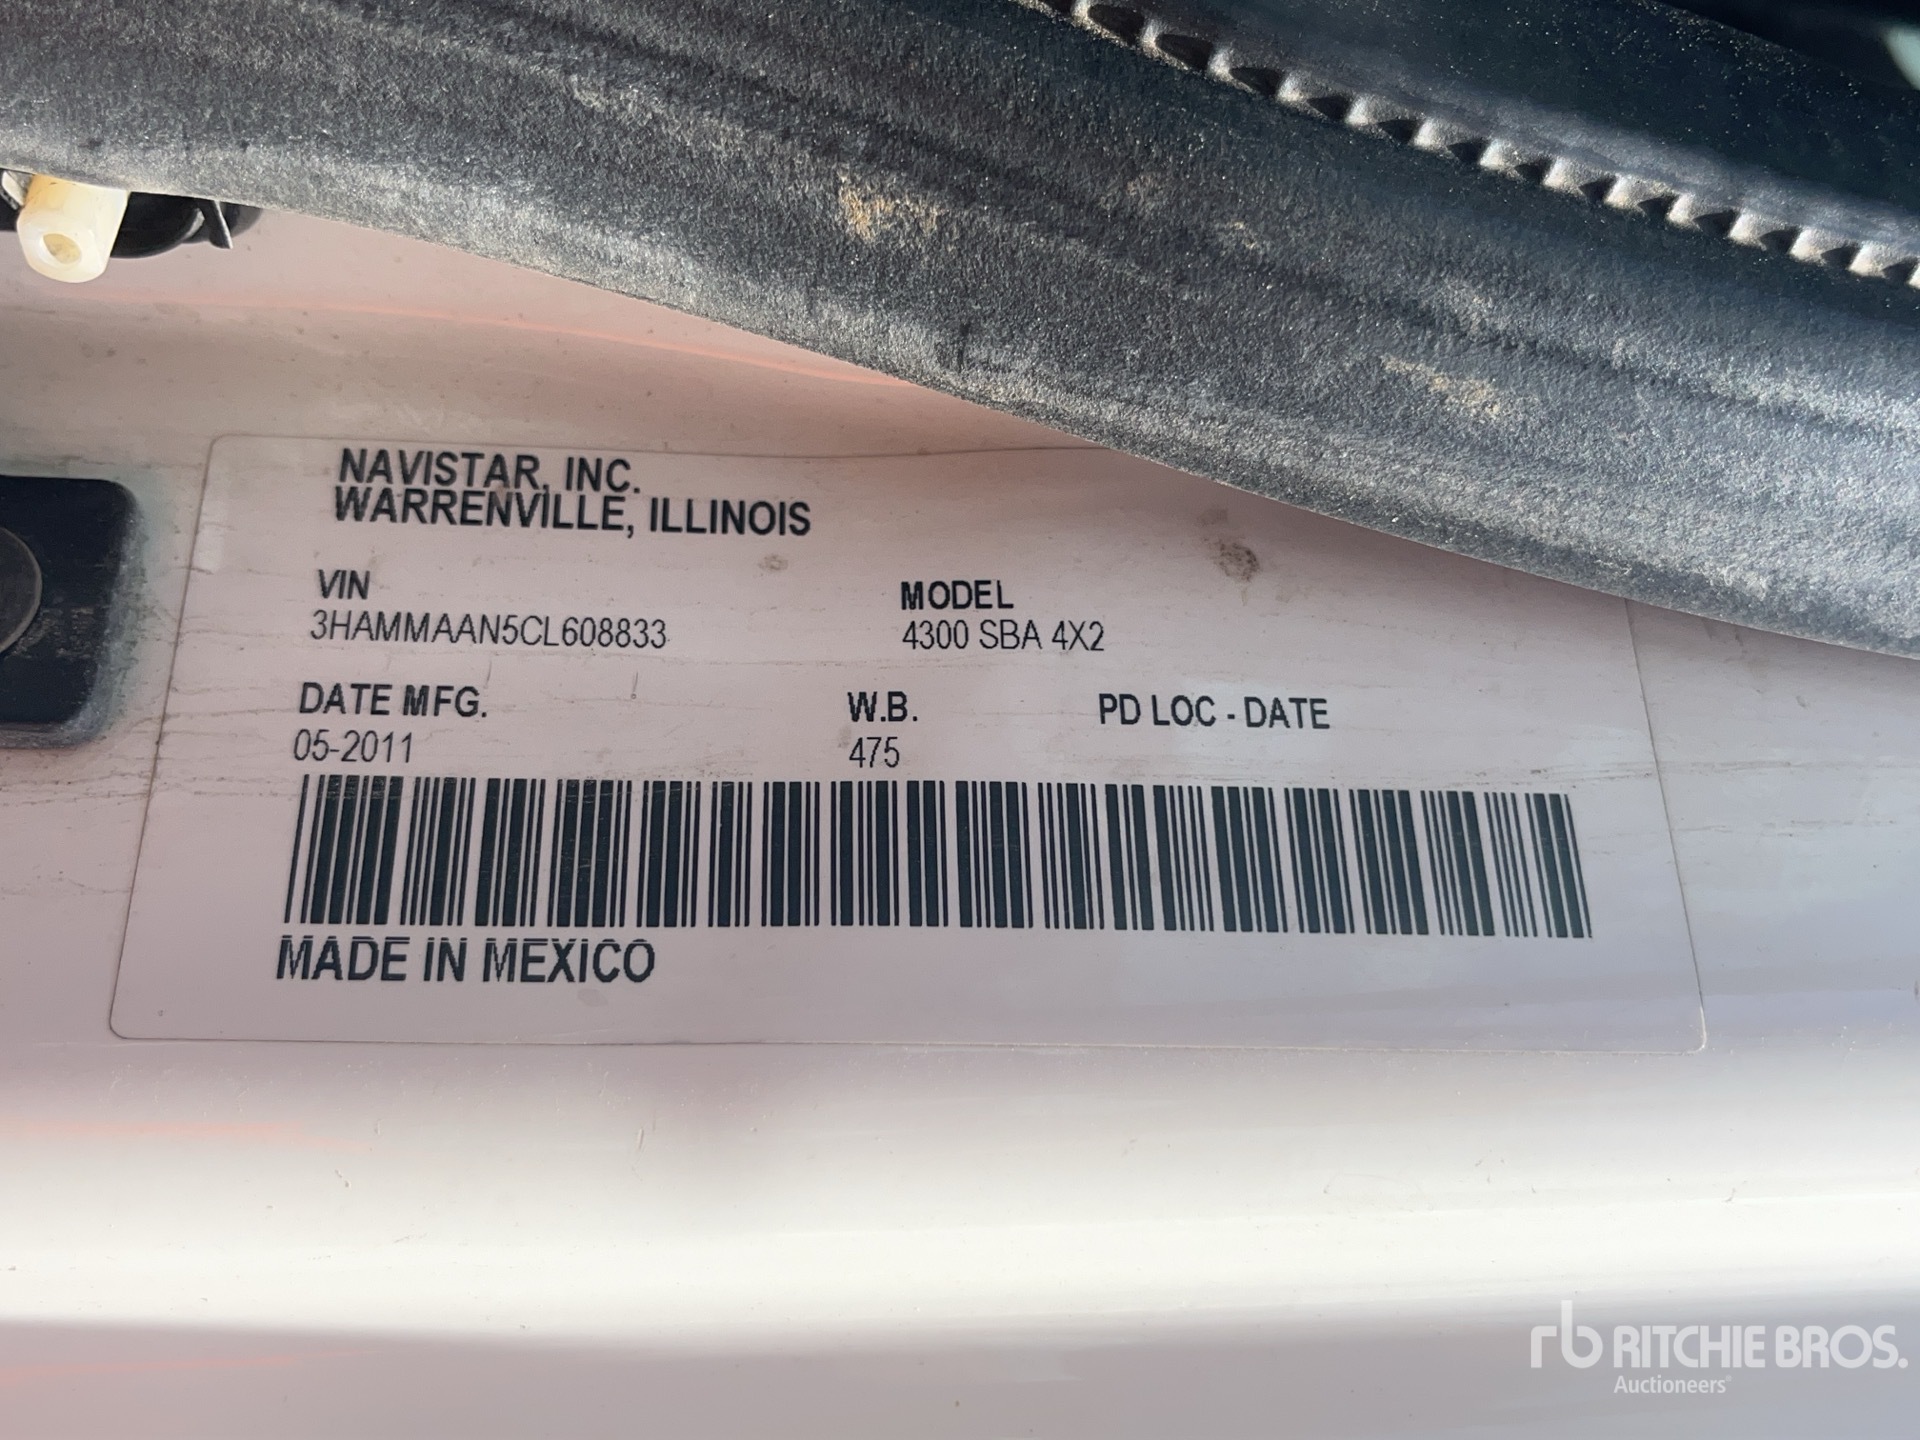 NAVISTAR, INC.
WARRENVILLE, ILLINOIS
VIN MODEL
3HAMMAAN5CL608833 4300 SBA 4X2
DATE MFG. W.B. PD LOC - DATE
05-2011 475
MADE IN MEXICO
rb RITCHIE BROS.
Auctioneers®